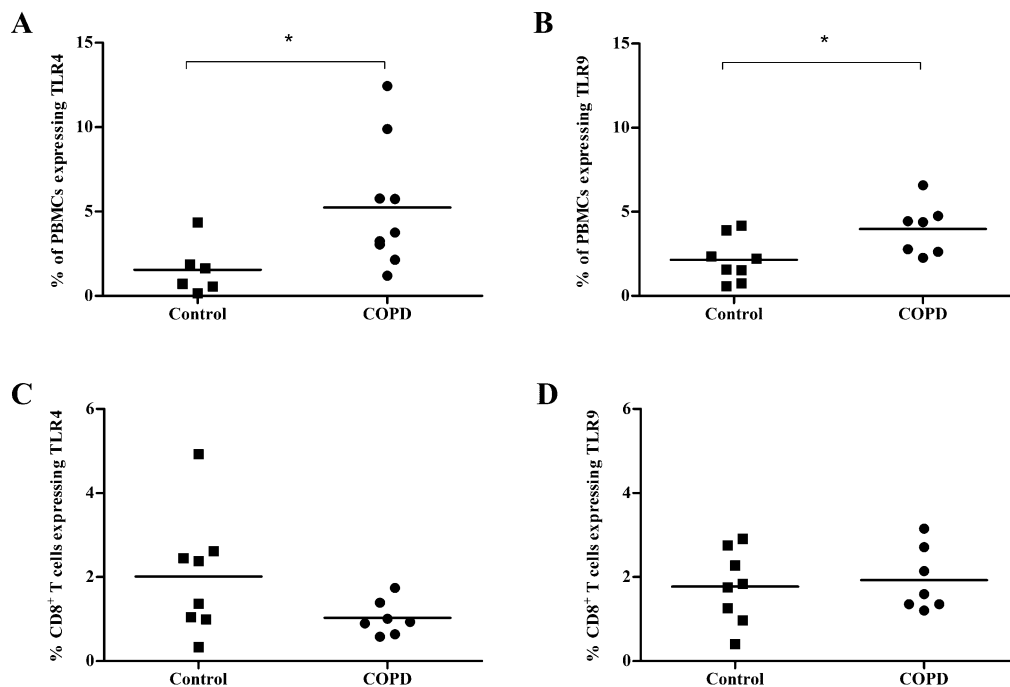 A
*
% of PBMCs expressing TLR4
15
10
5
0
Control COPD
B
*
% of PBMCs expressing TLR9
15
10
5
0
Control COPD
C
% CD8⁺ T cells expressing TLR4
6
4
2
0
Control COPD
D
% CD8⁺ T cells expressing TLR9
6
4
2
0
Control COPD